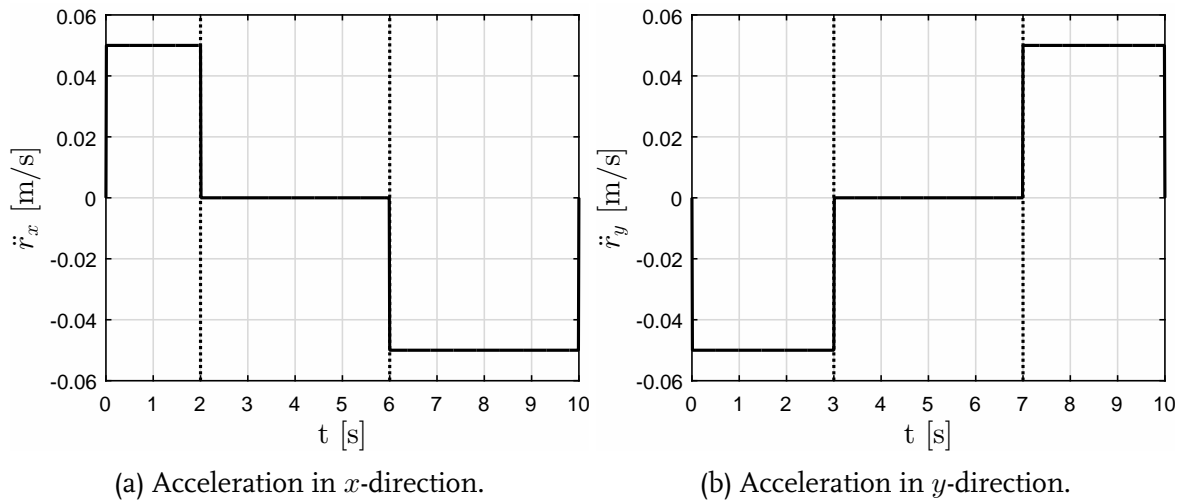 0.06
0.04
0.02
0
-0.02
-0.04
-0.06
r̈ₓ [m/s]
0 1 2 3 4 5 6 7 8 9 10
t [s]
(a) Acceleration in x-direction.
0.06
0.04
0.02
0
-0.02
-0.04
-0.06
r̈_y [m/s]
0 1 2 3 4 5 6 7 8 9 10
t [s]
(b) Acceleration in y-direction.